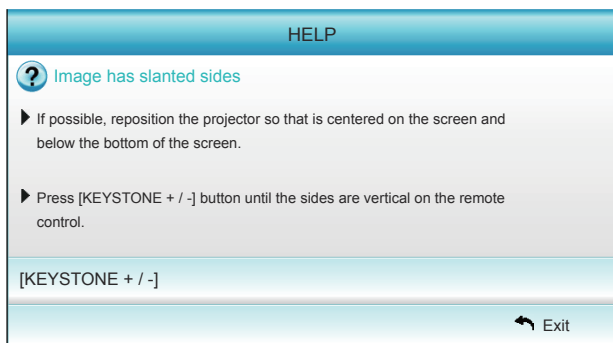 HELP
? Image has slanted sides
If possible, reposition the projector so that is centered on the screen and
below the bottom of the screen.
Press [KEYSTONE + / -] button until the sides are vertical on the remote
control.
[KEYSTONE + / -]
Exit